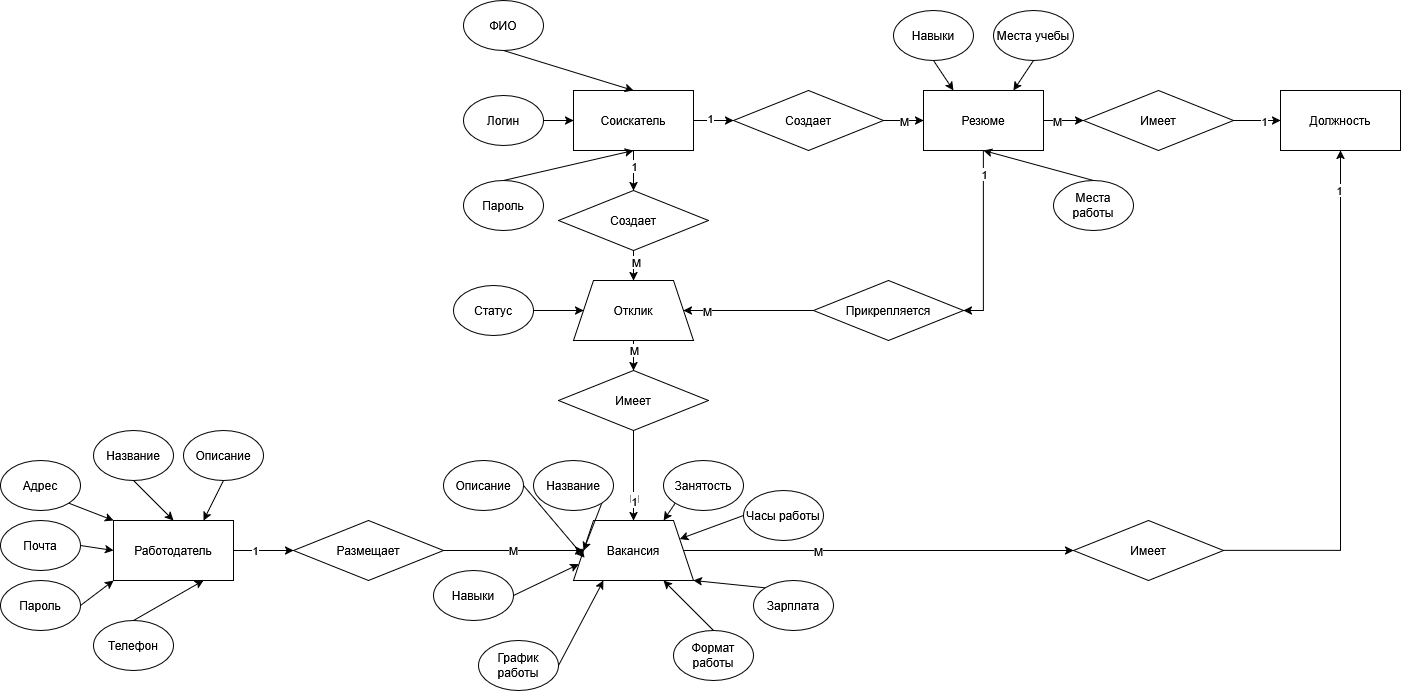 ФИО
Навыки
Места учебы
Логин
Соискатель
1
Создает
М
Резюме
М
Имеет
1
Должность
1
1
1
Пароль
Места
работы
Создает
М
Статус
Отклик
М
Прикрепляется
М
Имеет
Название
Описание
Адрес
Описание
Название
Занятость
1
Часы работы
Почта
Работодатель
1
Размещает
М
Вакансия
М
Имеет
Навыки
Пароль
Зарплата
Телефон
График
работы
Формат
работы